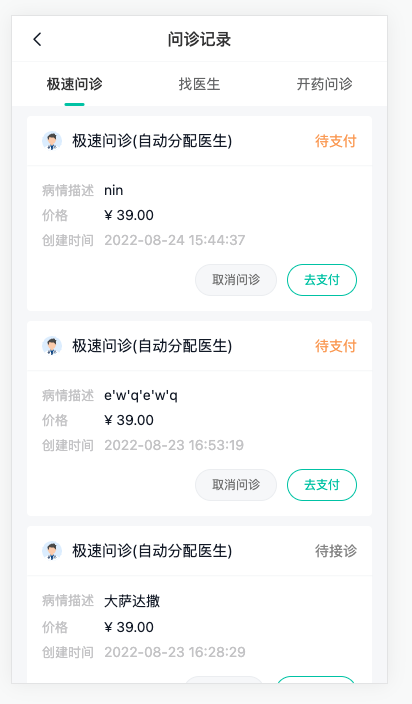 问诊记录
极速问诊 找医生 开药问诊
极速问诊(自动分配医生) 待支付
病情描述 nin
价格 ¥ 39.00
创建时间 2022-08-24 15:44:37
取消问诊 去支付
极速问诊(自动分配医生) 待支付
病情描述 e'w'q'e'w'q
价格 ¥ 39.00
创建时间 2022-08-23 16:53:19
取消问诊 去支付
极速问诊(自动分配医生) 待接诊
病情描述 大萨达撒
价格 ¥ 39.00
创建时间 2022-08-23 16:28:29